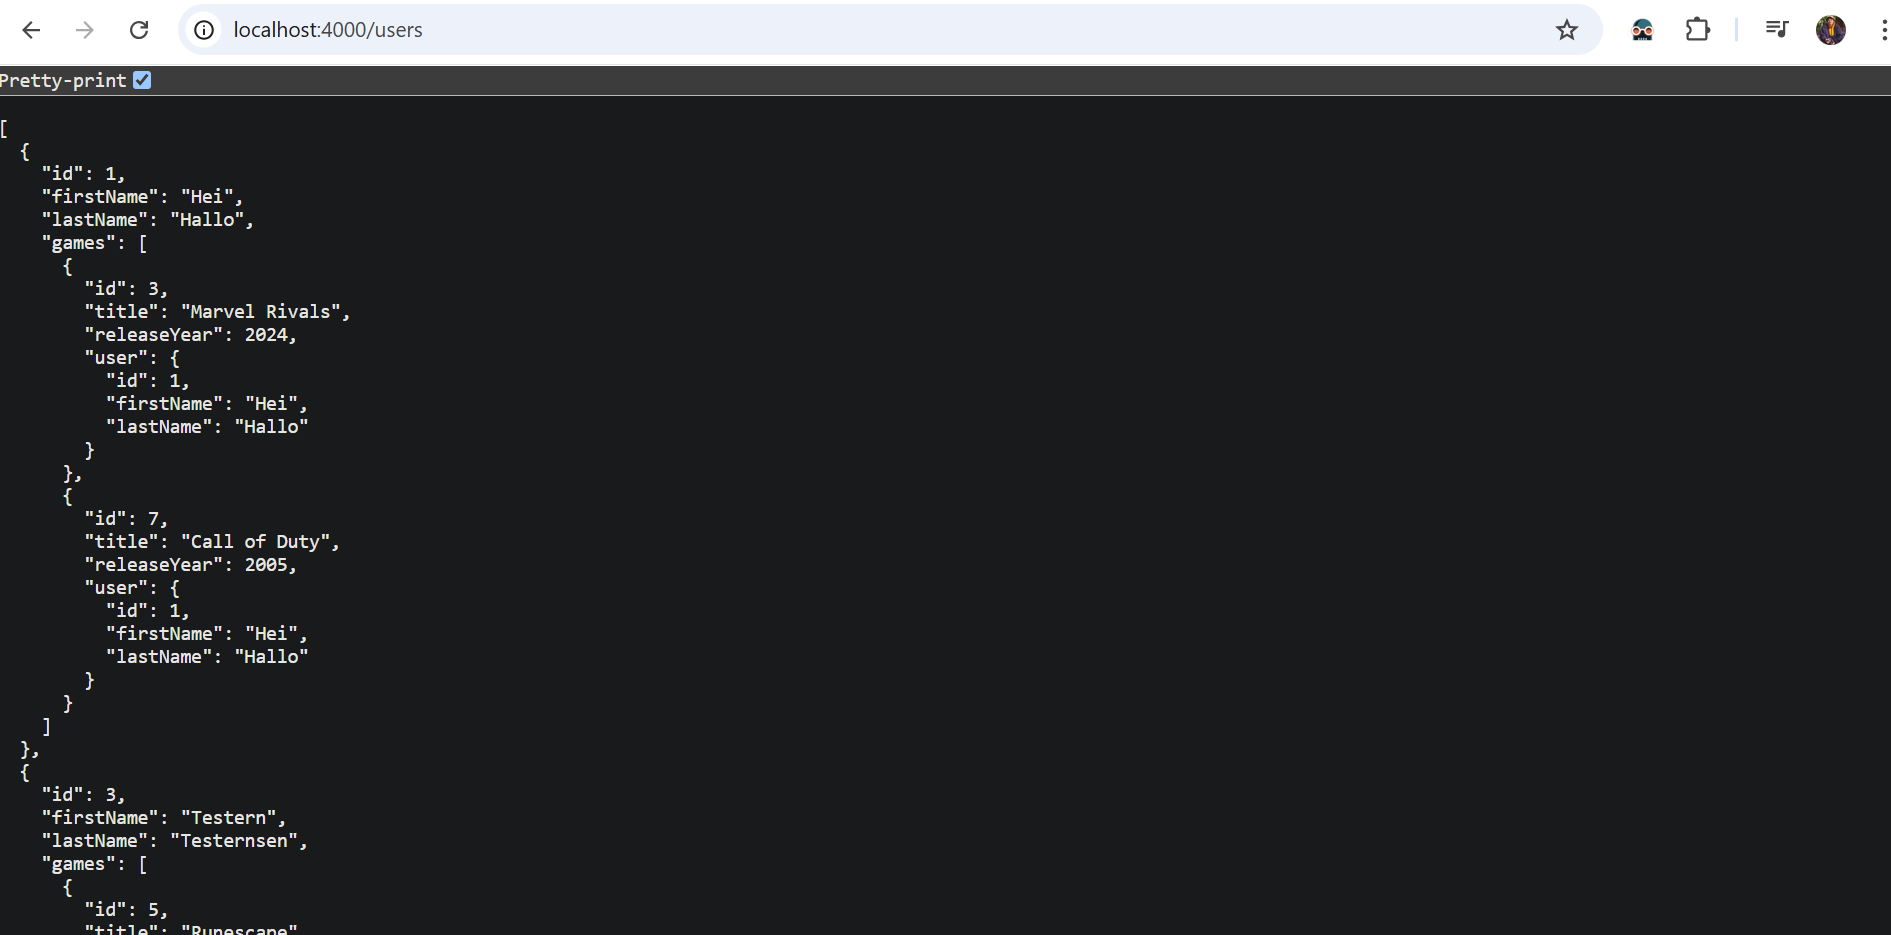 localhost:4000/users
Pretty-print
[
  {
    "id": 1,
    "firstName": "Hei",
    "lastName": "Hallo",
    "games": [
      {
        "id": 3,
        "title": "Marvel Rivals",
        "releaseYear": 2024,
        "user": {
          "id": 1,
          "firstName": "Hei",
          "lastName": "Hallo"
        }
      },
      {
        "id": 7,
        "title": "Call of Duty",
        "releaseYear": 2005,
        "user": {
          "id": 1,
          "firstName": "Hei",
          "lastName": "Hallo"
        }
      }
    ]
  },
  {
    "id": 3,
    "firstName": "Testern",
    "lastName": "Testernsen",
    "games": [
      {
        "id": 5,
        "title": "Runescape"